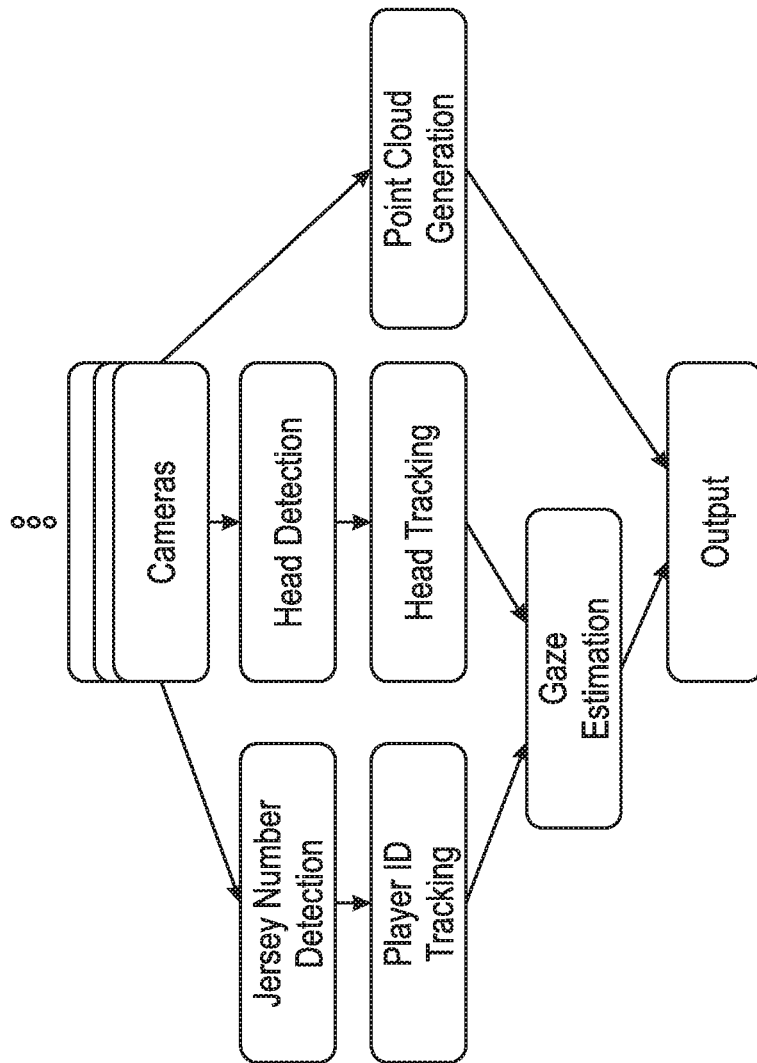 Cameras
Jersey Number
Detection
Head Detection
Player ID
Tracking
Head Tracking
Point Cloud
Generation
Gaze
Estimation
Output